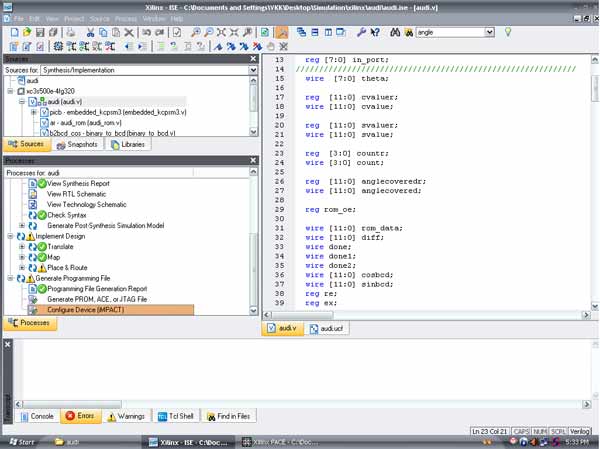 Xilinx - ISE - C:\Documents and Settings\VKK\Desktop\Simulation\xilinx\audi\audi.ise - [audi.v]
File Edit View Project Source Process Window Help
angle
Sources for: Synthesis/Implementation
audi
xc3s500e-4fg320
audi (audi.v)
picb - embedded_kcpsm3 (embedded_kcpsm3.v)
ar - audi_rom (audi_rom.v)
b2bcd_cos - binary_to_bcd (binary_to_bcd.v)
Sources Snapshots Libraries
Processes
Processes for: audi
View Synthesis Report
View RTL Schematic
View Technology Schematic
Check Syntax
Generate Post-Synthesis Simulation Model
Implement Design
Translate
Map
Place & Route
Generate Programming File
Programming File Generation Report
Generate PROM, ACE, or JTAG File
Configure Device (iMPACT)
Processes
13 reg [7:0] in_port;
14 ////////////////////////////////////////////////////////////
15 wire [7:0] theta;
16
17 reg [11:0] cvaluer;
18 wire [11:0] cvalue;
19
20 reg [11:0] svaluer;
21 wire [11:0] svalue;
22
23 reg [3:0] countr;
24 wire [3:0] count;
25
26 reg [11:0] anglecoveredr;
27 wire [11:0] anglecovered;
28
29 reg rom_oe;
30
31 wire [11:0] rom_data;
32 wire [11:0] diff;
33 wire done;
34 wire done1;
35 wire done2;
36 wire [11:0] cosbcd;
37 wire [11:0] sinbcd;
38 reg re;
39 reg ex;
audi.v audi.ucf
Transcript
Console Errors Warnings Tcl Shell Find in Files
Ln 23 Col 21 CAPS NUM SCRL Verilog
Start audi Xilinx - ISE - C:\Doc... Xilinx PACE - C:\Doc... 5:33 PM